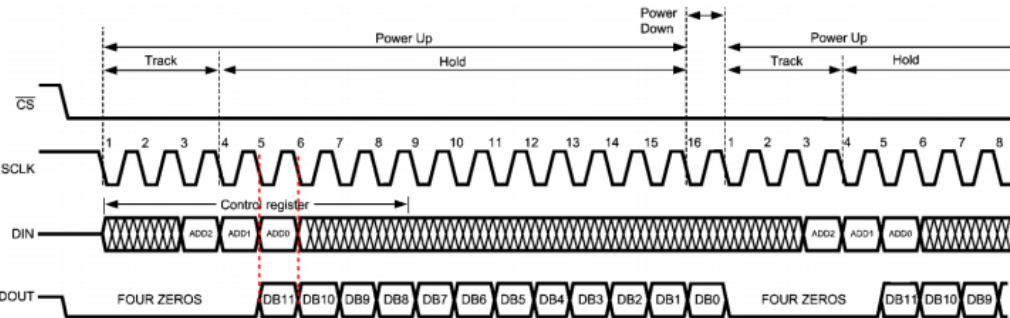 Power Down
Power Up
Power Up
Track
Hold
Track
Hold
CS
SCLK
1 2 3 4 5 6 7 8 9 10 11 12 13 14 15 16 1 2 3 4 5 6 7 8
Control register
DIN
ADD2 ADD1 ADD0 ADD2 ADD1 ADD0
DOUT
FOUR ZEROS DB11 DB10 DB9 DB8 DB7 DB6 DB5 DB4 DB3 DB2 DB1 DB0 FOUR ZEROS DB11 DB10 DB9